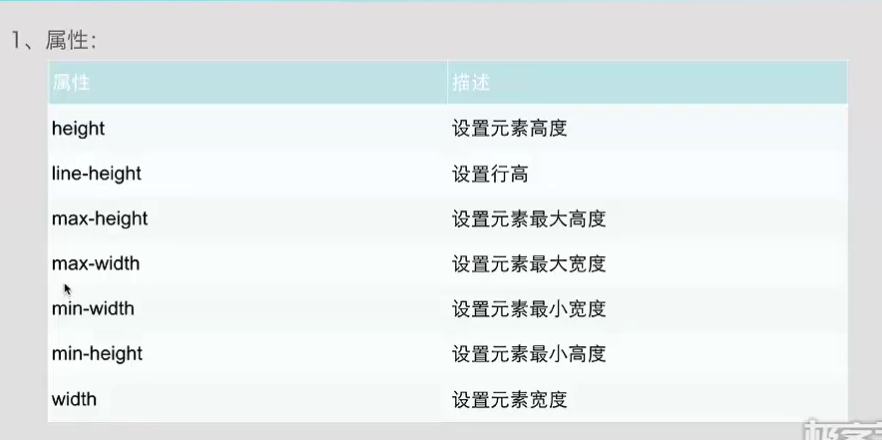 1、属性：
属性 描述
height 设置元素高度
line-height 设置行高
max-height 设置元素最大高度
max-width 设置元素最大宽度
min-width 设置元素最小宽度
min-height 设置元素最小高度
width 设置元素宽度